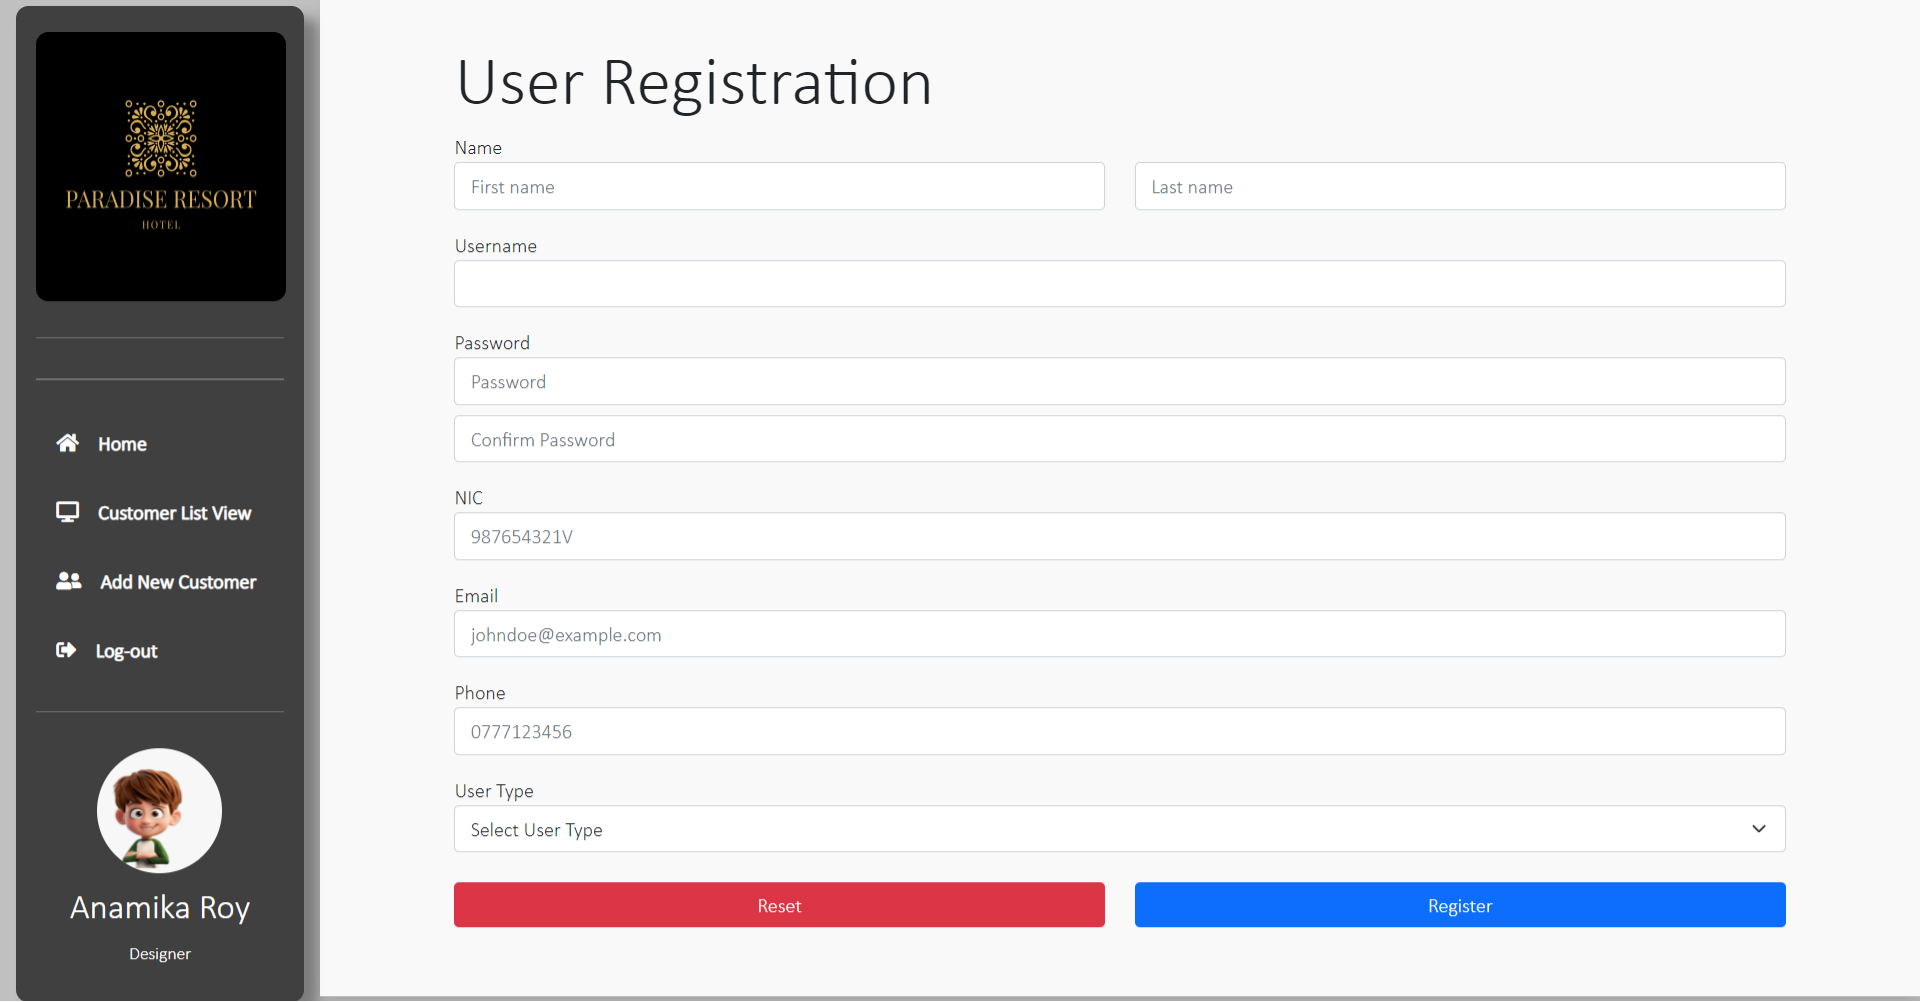 PARADISE RESORT
HOTEL
Home
Customer List View
Add New Customer
Log-out
Anamika Roy
Designer
User Registration
Name
First name
Last name
Username
Password
Password
Confirm Password
NIC
987654321V
Email
johndoe@example.com
Phone
0777123456
User Type
Select User Type
Reset
Register